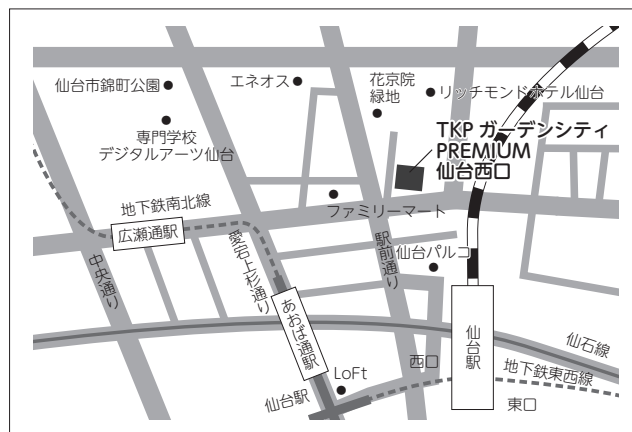 仙台市錦町公園
エネオス
花京院
緑地
リッチモンドホテル仙台
専門学校
デジタルアーツ仙台
TKP ガーデンシティ
PREMIUM
仙台西口
地下鉄南北線
ファミリーマート
広瀬通駅
愛宕上杉通り
駅前通り
仙台パルコ
中央通り
あおば通駅
仙台駅
仙石線
LoFt
西口
地下鉄東西線
仙台駅
東口